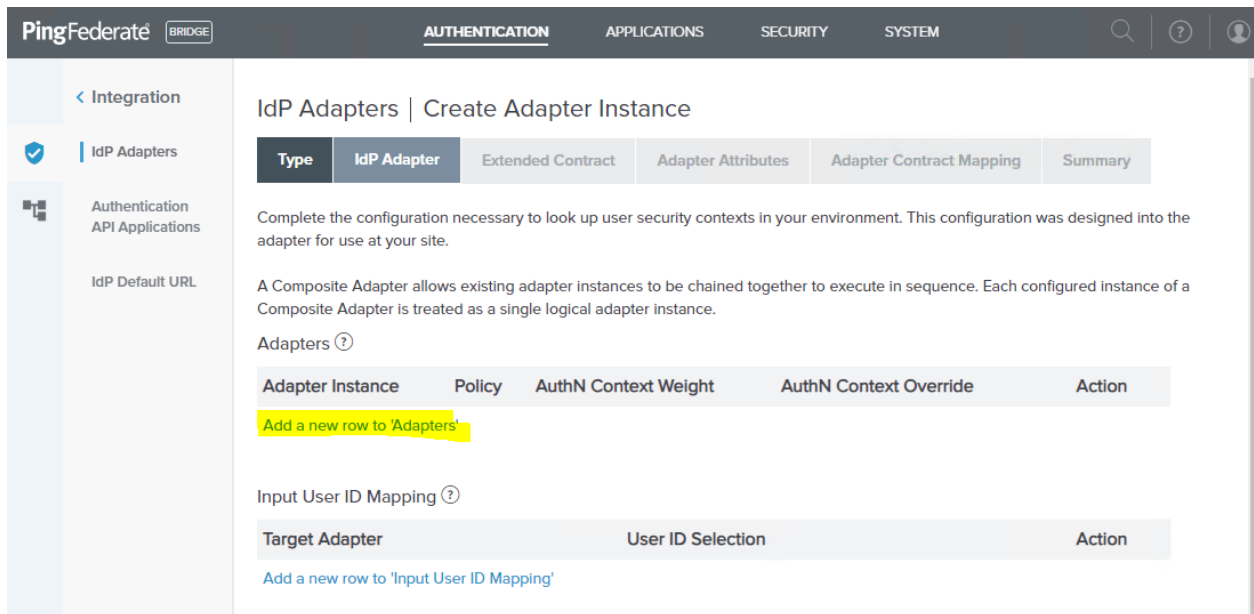 PingFederate BRIDGE AUTHENTICATION APPLICATIONS SECURITY SYSTEM ?
< Integration
IdP Adapters
Authentication
API Applications
IdP Default URL
IdP Adapters | Create Adapter Instance
Type IdP Adapter Extended Contract Adapter Attributes Adapter Contract Mapping Summary
Complete the configuration necessary to look up user security contexts in your environment. This configuration was designed into the
adapter for use at your site.
A Composite Adapter allows existing adapter instances to be chained together to execute in sequence. Each configured instance of a
Composite Adapter is treated as a single logical adapter instance.
Adapters ?
Adapter Instance Policy AuthN Context Weight AuthN Context Override Action
Add a new row to 'Adapters'
Input User ID Mapping ?
Target Adapter User ID Selection Action
Add a new row to 'Input User ID Mapping'